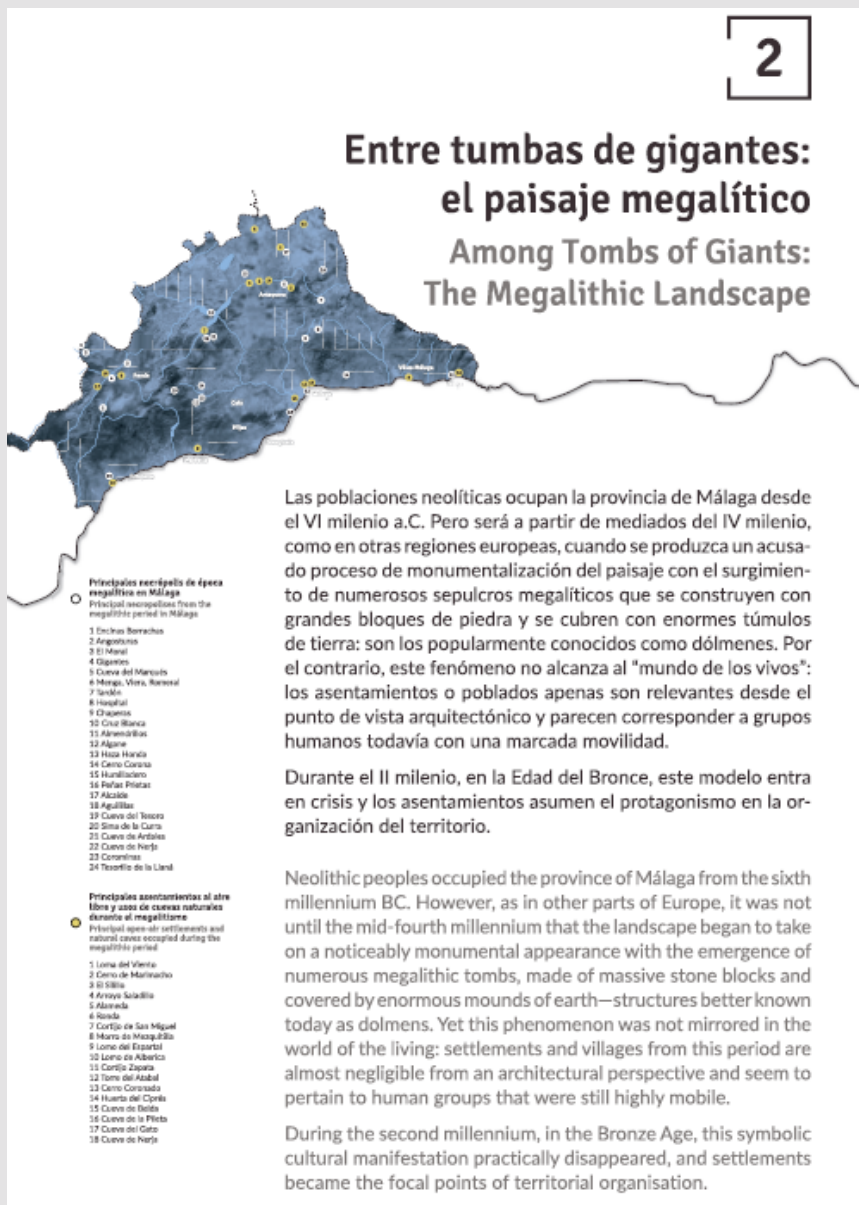 2
Entre tumbas de gigantes:
el paisaje megalítico
Among Tombs of Giants:
The Megalithic Landscape
Antequera
Ronda
Vélez-Málaga
Coín
Mijas
Las poblaciones neolíticas ocupan la provincia de Málaga desde
el VI milenio a.C. Pero será a partir de mediados del IV milenio,
como en otras regiones europeas, cuando se produzca un acusa-
do proceso de monumentalización del paisaje con el surgimien-
to de numerosos sepulcros megalíticos que se construyen con
grandes bloques de piedra y se cubren con enormes túmulos
de tierra: son los popularmente conocidos como dólmenes. Por
el contrario, este fenómeno no alcanza al “mundo de los vivos”:
los asentamientos o poblados apenas son relevantes desde el
punto de vista arquitectónico y parecen corresponder a grupos
humanos todavía con una marcada movilidad.
Durante el II milenio, en la Edad del Bronce, este modelo entra
en crisis y los asentamientos asumen el protagonismo en la or-
ganización del territorio.
Neolithic peoples occupied the province of Málaga from the sixth
millennium BC. However, as in other parts of Europe, it was not
until the mid-fourth millennium that the landscape began to take
on a noticeably monumental appearance with the emergence of
numerous megalithic tombs, made of massive stone blocks and
covered by enormous mounds of earth—structures better known
today as dolmens. Yet this phenomenon was not mirrored in the
world of the living: settlements and villages from this period are
almost negligible from an architectural perspective and seem to
pertain to human groups that were still highly mobile.
During the second millennium, in the Bronze Age, this symbolic
cultural manifestation practically disappeared, and settlements
became the focal points of territorial organisation.
Principales necrópolis de época
megalítica en Málaga
Principal necropolises from the
megalithic period in Málaga
1 Encinas Borrachas
2 Angosturas
3 El Moral
4 Gigantes
5 Cueva del Marqués
6 Menga, Viera, Romeral
7 Tardón
8 Hospital
9 Chaperas
10 Cruz Blanca
11 Almendrillos
12 Algane
13 Haza Honda
14 Cerro Corona
15 Humilladero
16 Peñas Prietas
17 Alcaide
18 Aguilillas
19 Cueva del Tesoro
20 Sima de la Curra
21 Cueva de Ardales
22 Cueva de Nerja
23 Corominas
24 Tesorillo de la Llaná
Principales asentamientos al aire
libre y usos de cuevas naturales
durante el megalitismo
Principal open-air settlements and
natural caves occupied during the
megalithic period
1 Loma del Viento
2 Cerro de Marimacho
3 El Silillo
4 Arroyo Saladillo
5 Alameda
6 Ronda
7 Cortijo de San Miguel
8 Morro de Mezquitilla
9 Lomo del Espartal
10 Loma de Alberica
11 Cortijo Zapata
12 Torre del Atabal
13 Cerro Coronado
14 Huerta del Ciprés
15 Cueva de Belda
16 Cueva de la Pileta
17 Cueva del Gato
18 Cueva de Nerja